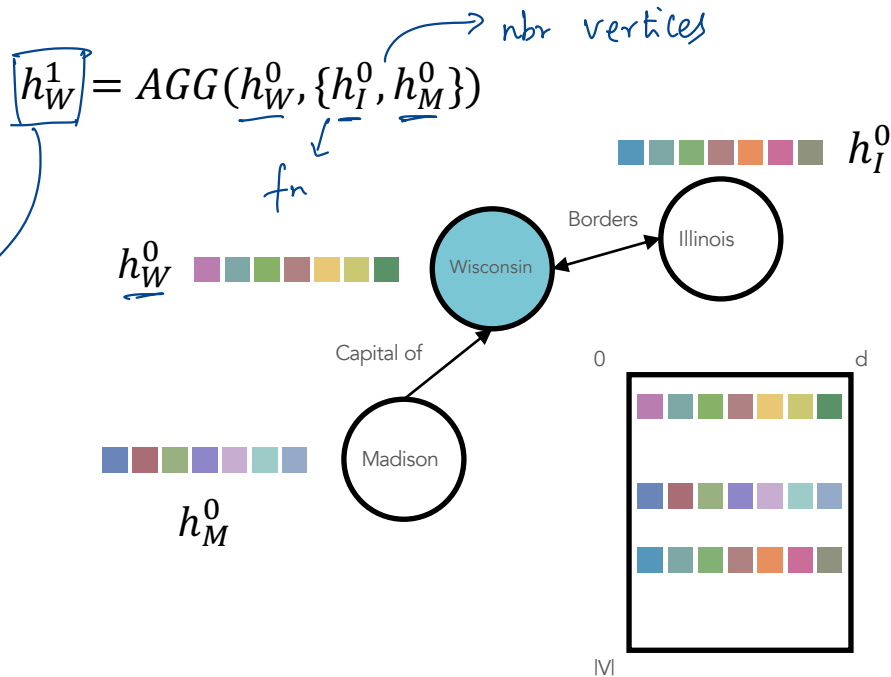 nbr vertices
h_W^1 = AGG(h_W^0, {h_I^0, h_M^0})
fn
h_I^0
Borders
Illinois
Wisconsin
h_W^0
Capital of
0 d
Madison
h_M^0
|V|